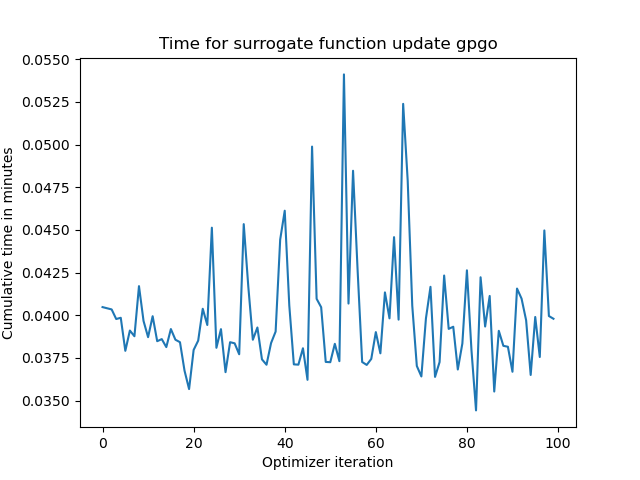 Time for surrogate function update gpgo
0.0550
0.0525
0.0500
0.0475
0.0450
0.0425
0.0400
0.0375
0.0350
Cumulative time in minutes
0 20 40 60 80 100
Optimizer iteration